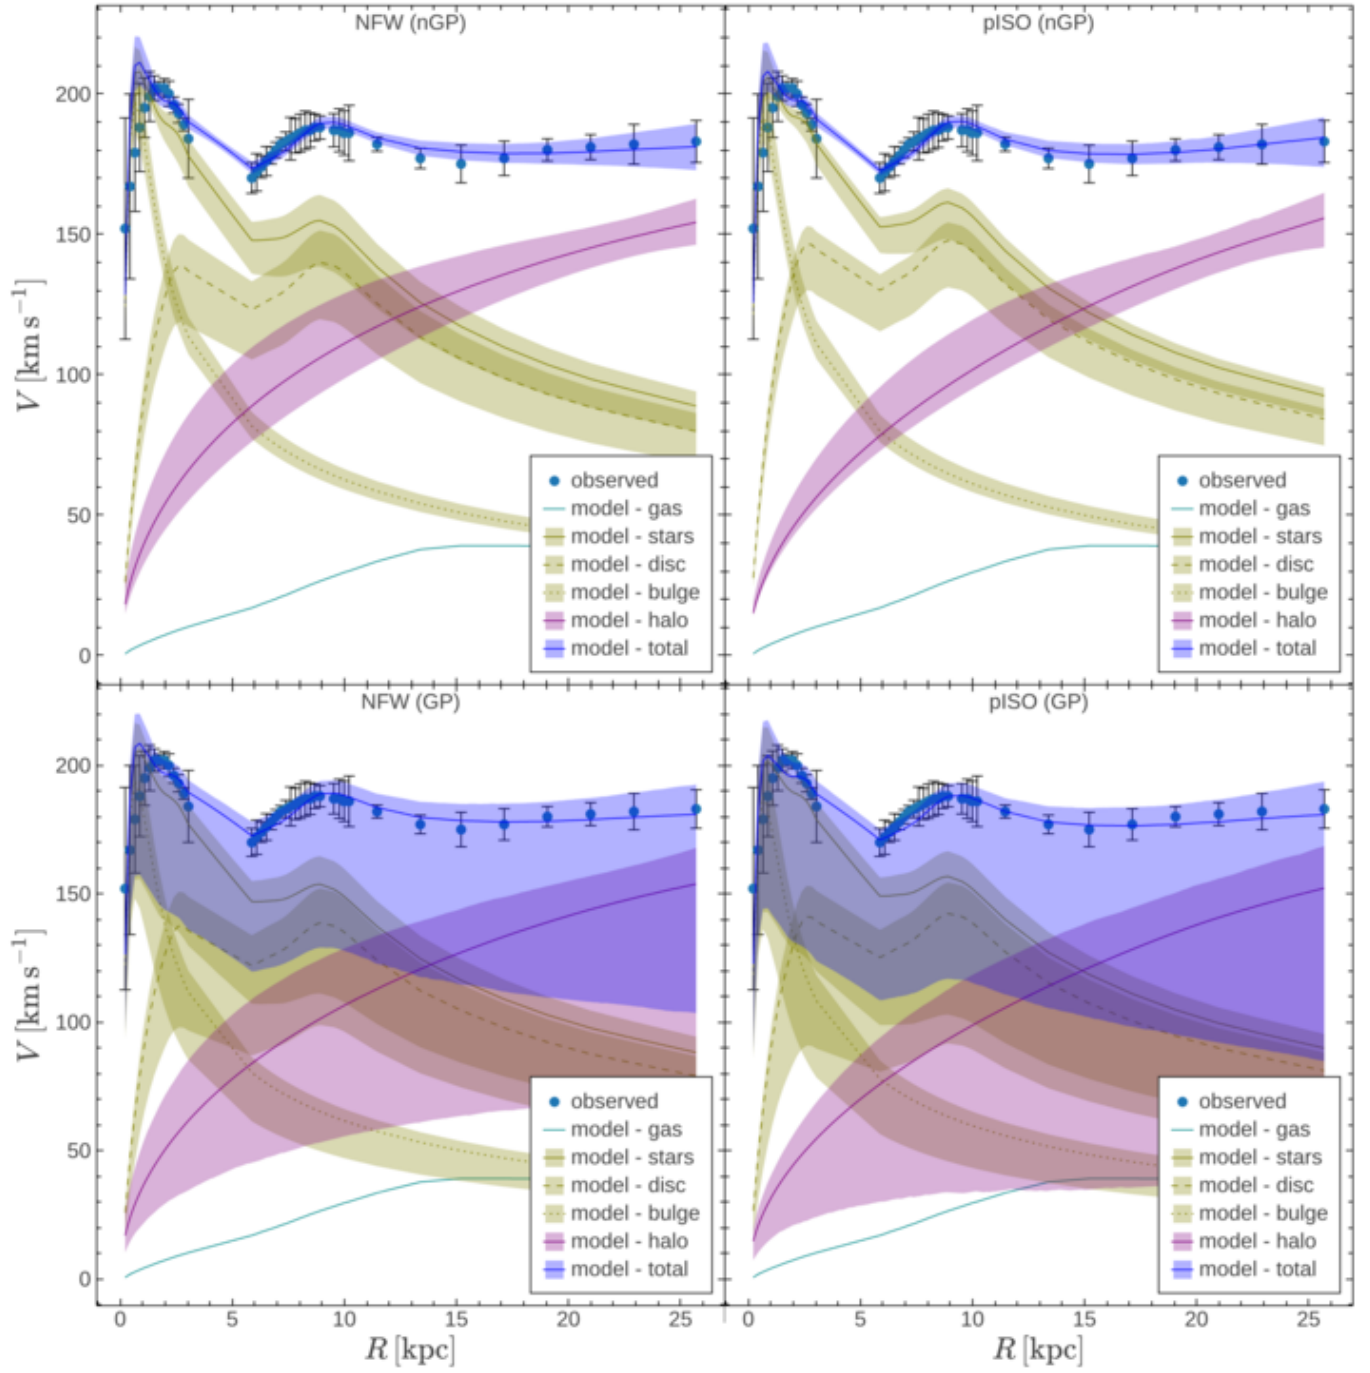 NFW (nGP)
pISO (nGP)
200
150
100
50
0
V [km s⁻¹]
observed
model - gas
model - stars
model - disc
model - bulge
model - halo
model - total
observed
model - gas
model - stars
model - disc
model - bulge
model - halo
model - total
NFW (GP)
pISO (GP)
200
150
100
50
0
V [km s⁻¹]
observed
model - gas
model - stars
model - disc
model - bulge
model - halo
model - total
observed
model - gas
model - stars
model - disc
model - bulge
model - halo
model - total
0 5 10 15 20 25
0 5 10 15 20 25
R [kpc]
R [kpc]